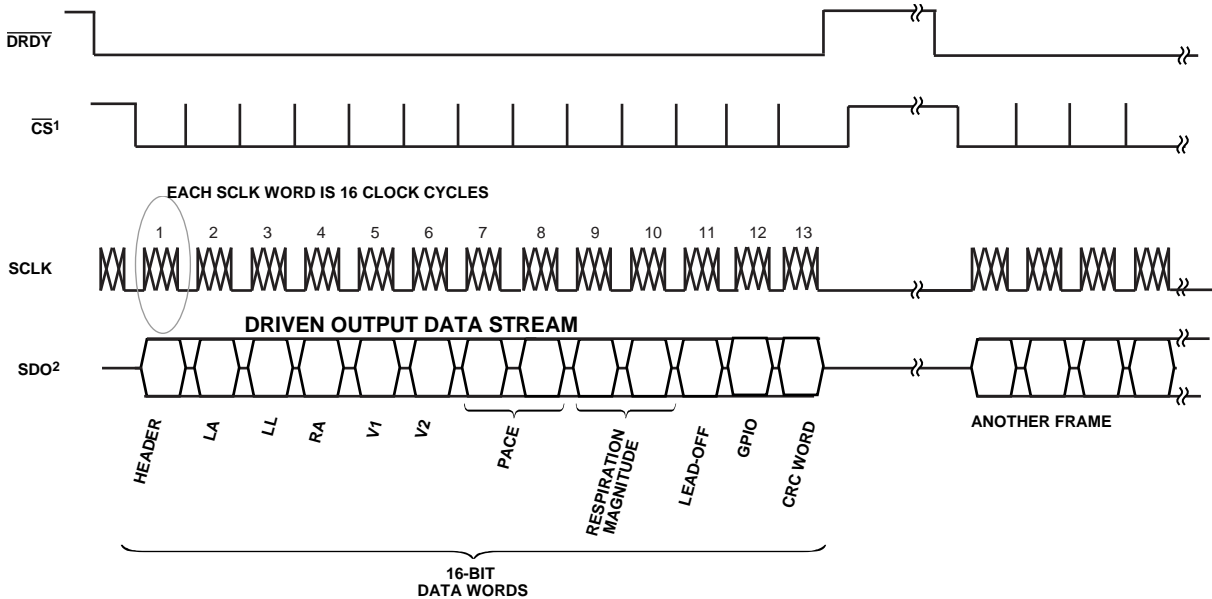 DRDY
CS1
EACH SCLK WORD IS 16 CLOCK CYCLES
1 2 3 4 5 6 7 8 9 10 11 12 13
SCLK
DRIVEN OUTPUT DATA STREAM
SDO2
HEADER
LA
LL
RA
V1
V2
PACE
RESPIRATION
MAGNITUDE
LEAD-OFF
GPIO
CRC WORD
ANOTHER FRAME
16-BIT
DATA WORDS